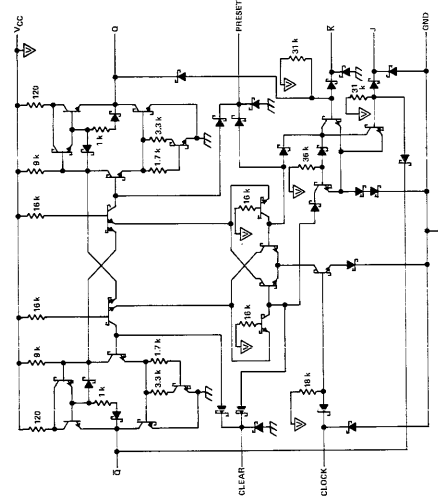 VCC
Q
PRESET
K̅
J
GND
120
9 k
16 k
16 k
9 k
120
1 k
3.3 k
1.7 k
31 k
31 k
36 k
16 k
16 k
18 k
1 k
3.3 k
1.7 k
Q̅
CLEAR
CLOCK